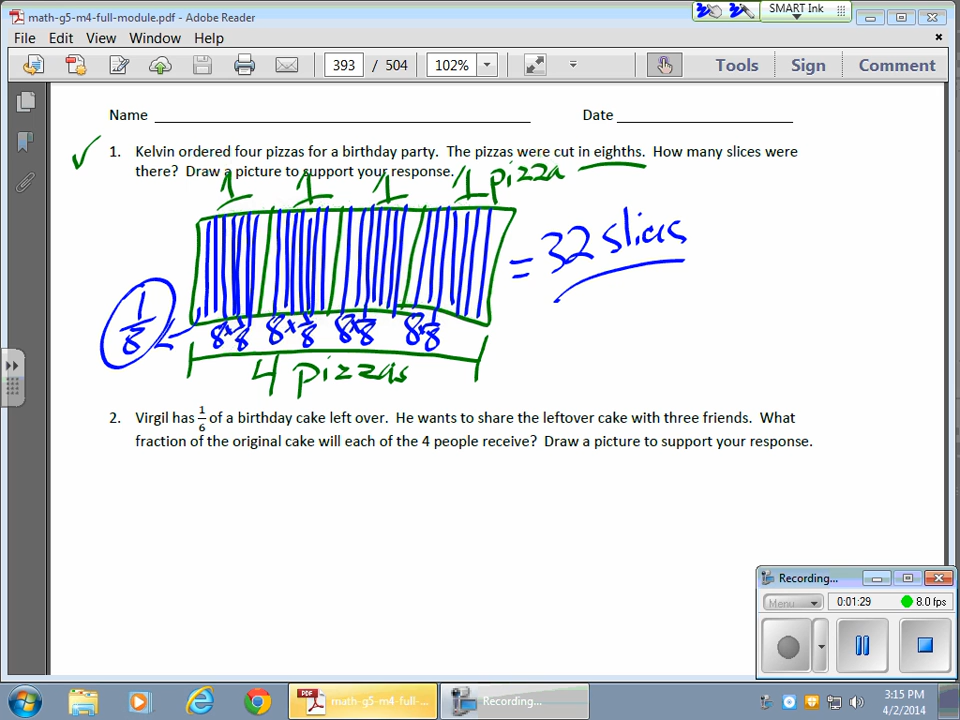 math-g5-m4-full-module.pdf - Adobe Reader
SMART Ink
File Edit View Window Help
393 / 504 102% Tools Sign Comment
Name Date
1. Kelvin ordered four pizzas for a birthday party. The pizzas were cut in eighths. How many slices were
there? Draw a picture to support your response.
1 1 1 1 pizza
= 32 slices
1/8 8x1/8 8x1/8 8x1/8 8x1/8
4 pizzas
2. Virgil has 1/6 of a birthday cake left over. He wants to share the leftover cake with three friends. What
fraction of the original cake will each of the 4 people receive? Draw a picture to support your response.
Recording...
Menu 0:01:29 8.0 fps
PDF math-g5-m4-full-... Recording...
3:15 PM
4/2/2014